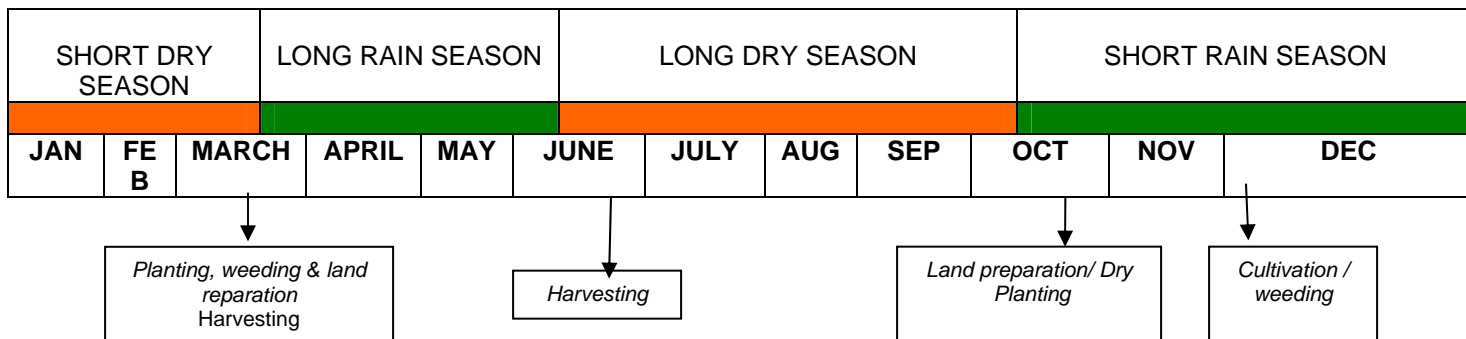 SHORT DRY
SEASON
LONG RAIN SEASON
LONG DRY SEASON
SHORT RAIN SEASON
JAN
FE
B
MARCH
APRIL
MAY
JUNE
JULY
AUG
SEP
OCT
NOV
DEC
Planting, weeding & land
reparation
Harvesting
Harvesting
Land preparation/ Dry
Planting
Cultivation /
weeding